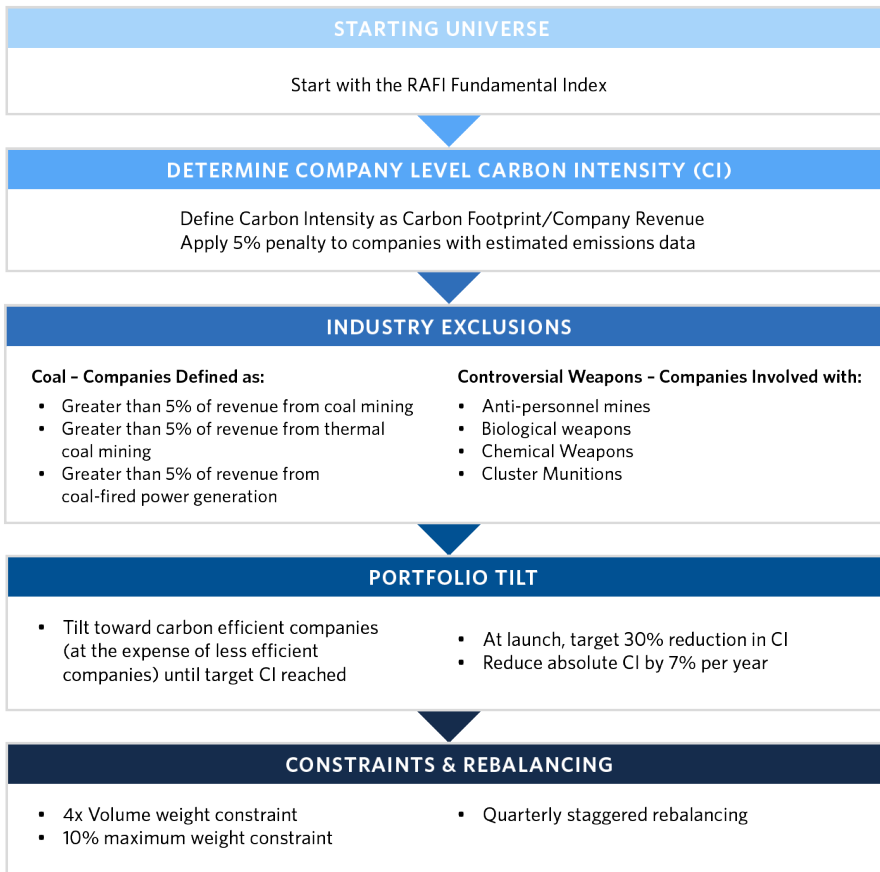 STARTING UNIVERSE
Start with the RAFI Fundamental Index
DETERMINE COMPANY LEVEL CARBON INTENSITY (CI)
Define Carbon Intensity as Carbon Footprint/Company Revenue
Apply 5% penalty to companies with estimated emissions data
INDUSTRY EXCLUSIONS
Coal – Companies Defined as:
• Greater than 5% of revenue from coal mining
• Greater than 5% of revenue from thermal
coal mining
• Greater than 5% of revenue from
coal-fired power generation
Controversial Weapons – Companies Involved with:
• Anti-personnel mines
• Biological weapons
• Chemical Weapons
• Cluster Munitions
PORTFOLIO TILT
• Tilt toward carbon efficient companies
(at the expense of less efficient
companies) until target CI reached
• At launch, target 30% reduction in CI
• Reduce absolute CI by 7% per year
CONSTRAINTS & REBALANCING
• 4x Volume weight constraint
• 10% maximum weight constraint
• Quarterly staggered rebalancing